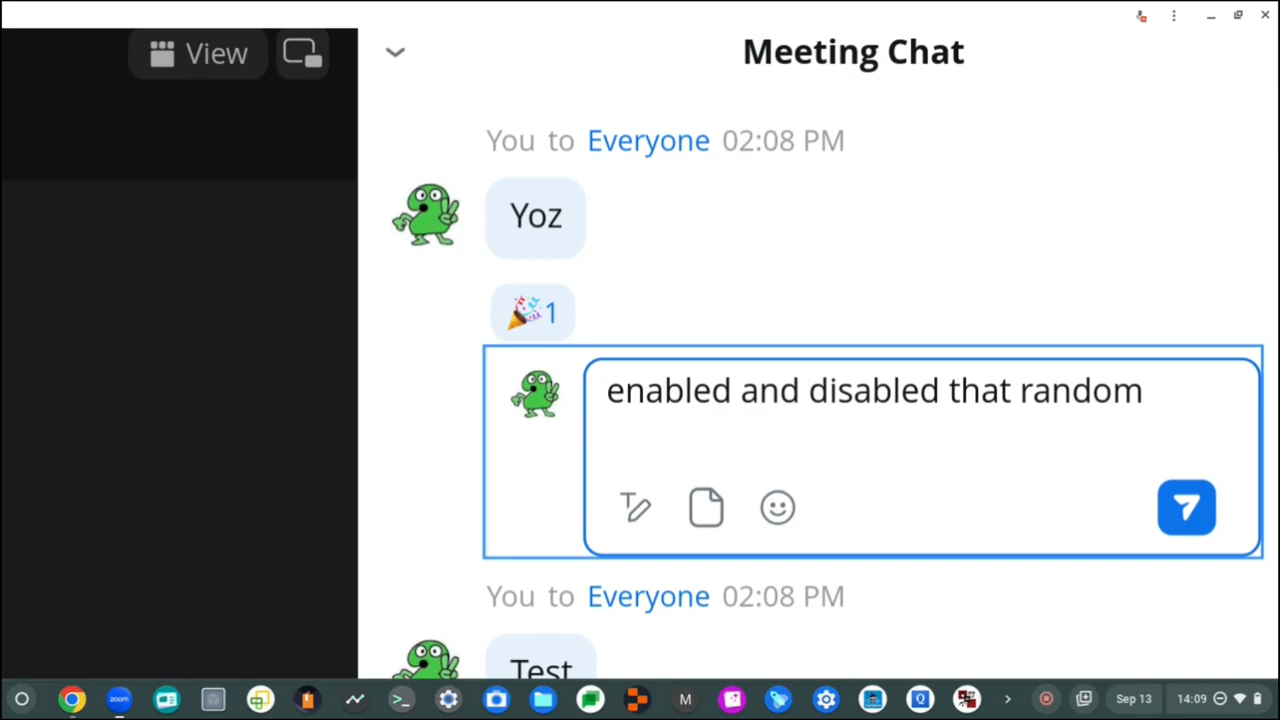 View
Meeting Chat
You to Everyone 02:08 PM
Yoz
🎉 1
enabled and disabled that random
You to Everyone 02:08 PM
Test
zoom
M
Q
Sep 13
14:09